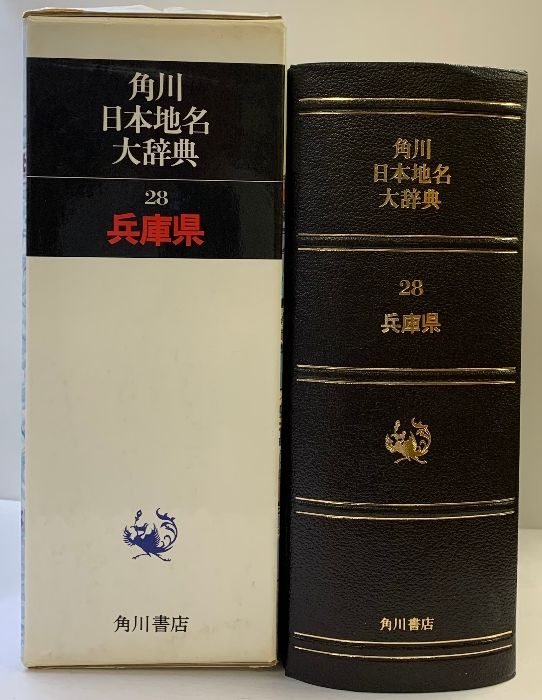 角川
日本地名
大辞典
28
兵庫県
角川書店
角川
日本地名
大辞典
28
兵庫県
角川書店